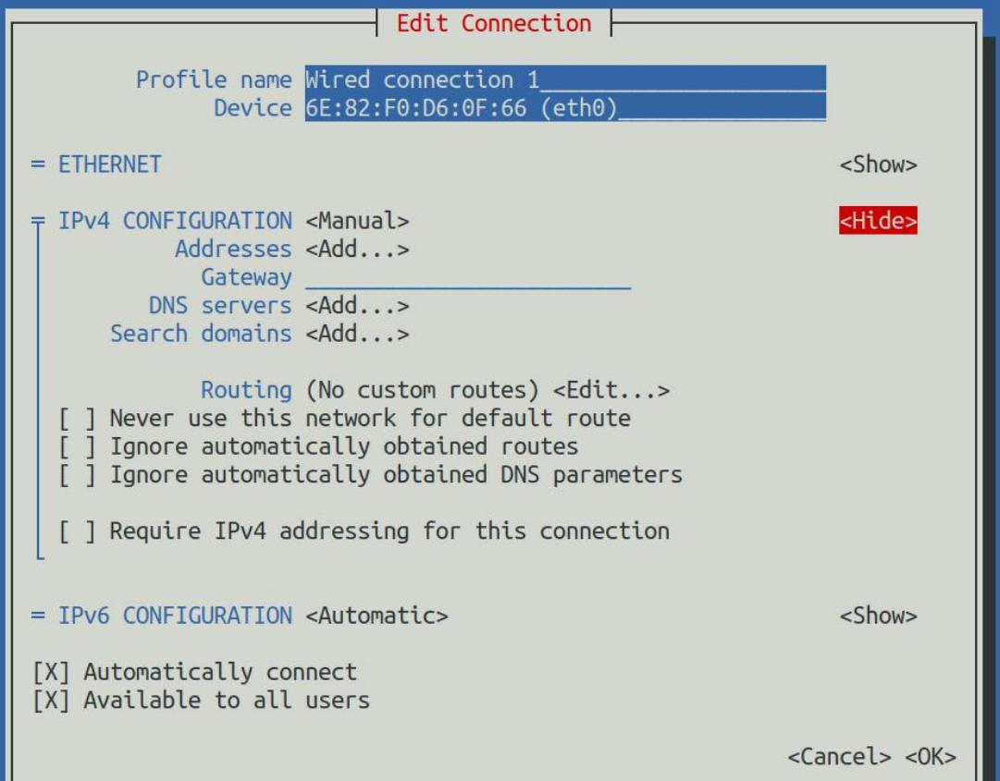 Edit Connection
Profile name Wired connection 1
Device 6E:82:F0:D6:0F:66 (eth0)
= ETHERNET <Show>
= IPv4 CONFIGURATION <Manual> <Hide>
Addresses <Add...>
Gateway
DNS servers <Add...>
Search domains <Add...>
Routing (No custom routes) <Edit...>
[ ] Never use this network for default route
[ ] Ignore automatically obtained routes
[ ] Ignore automatically obtained DNS parameters
[ ] Require IPv4 addressing for this connection
= IPv6 CONFIGURATION <Automatic> <Show>
[X] Automatically connect
[X] Available to all users
<Cancel> <OK>